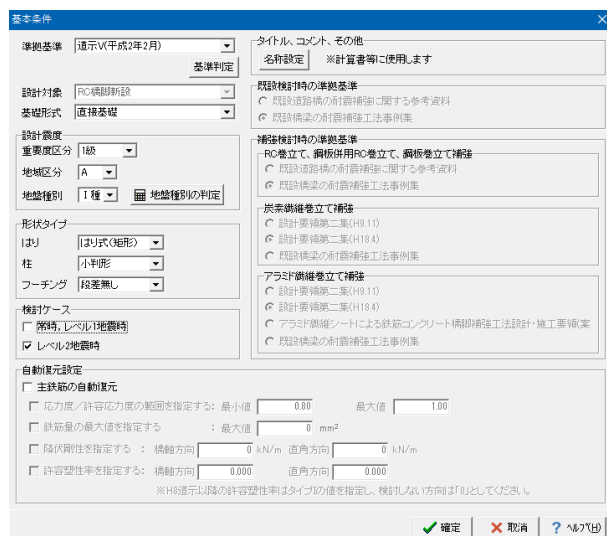 基本条件
準拠基準 道示V(平成2年2月)
基準判定
設計対象 RC橋脚新設
基礎形式 直接基礎
設計震度
重要度区分 1級
地域区分 A
地盤種別 I 種 地盤種別の判定
形状タイプ
はり はり式(矩形)
柱 小判形
フーチング 段差無し
検討ケース
常時,レベル1地震時
レベル2地震時
タイトル、コメント、その他
名称設定 ※計算書等に使用します
既設検討時の準拠基準
既設道路橋の耐震補強に関する参考資料
既設橋梁の耐震補強工法事例集
補強検討時の準拠基準
RC巻立て、鋼板併用RC巻立て、鋼板巻立て補強
既設道路橋の耐震補強に関する参考資料
既設橋梁の耐震補強工法事例集
炭素繊維巻立て補強
設計要領第二集(H9.11)
設計要領第二集(H18.4)
既設橋梁の耐震補強工法事例集
アラミド繊維巻立て補強
設計要領第二集(H9.11)
設計要領第二集(H18.4)
アラミド繊維シートによる鉄筋コンクリート橋脚補強工法設計・施工要領(案
既設橋梁の耐震補強工法事例集
自動復元設定
主鉄筋の自動復元
応力度/許容応力度の範囲を指定する: 最小値 0.80 最大値 1.00
鉄筋量の最大値を指定する : 最大値 0 mm²
降伏剛性を指定する : 橋軸方向 0 kN/m 直角方向 0 kN/m
許容塑性率を指定する: 橋軸方向 0.000 直角方向 0.000
※H8道示以降の許容塑性率はタイプIの値を指定し、検討しない方向は「0」としてください。
確定 取消 ヘルプ(H)